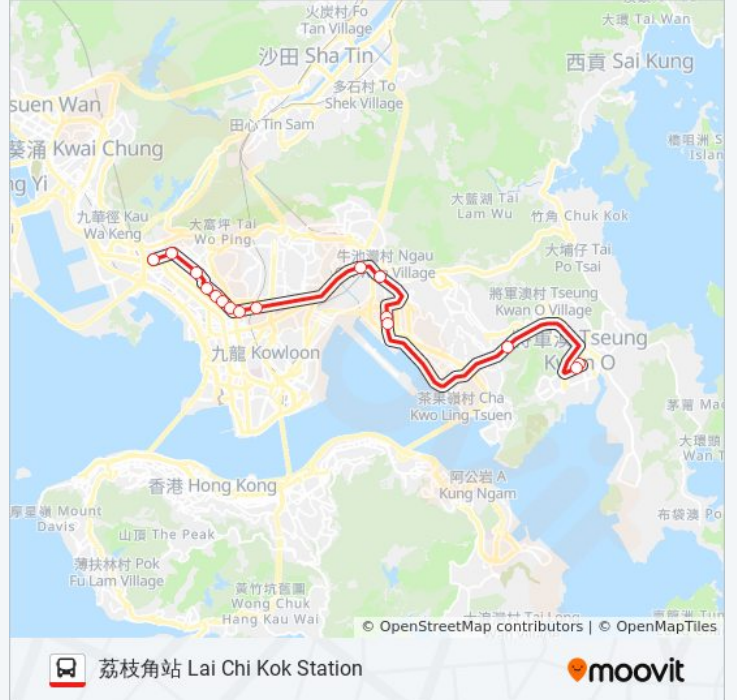 火炭村 Fo
Tan Village
大環 Tai Wan
沙田 Sha Tin
西貢 Sai Kung
多石村 To
Shek Village
suen Wan
田心 Tin Sam
葵涌 Kwai Chung
ng Yi
大藍湖 Tai
Lam Wu
竹角 Chuk Kok
九華徑 Kau
Wa Keng
大窩坪 Tai
Wo Ping
牛池灣村 Ngau
Village
大埔仔 Tai
Po Tsai
將軍澳村 Tseung
Kwan O Village
Tseung
O
九龍 Kowloon
茶果嶺村 Cha
Kwo Ling Tsuen
大環頭
香港 Hong Kong
阿公岩 A
Kung Ngam
摩星嶺 Mount
Davis
山頂 The Peak
布袋澳 Po
薄扶林村 Pok
Fu Lam Village
黃竹坑舊圍
Wong Chuk
Hang Kau Wai
© OpenStreetMap contributors | © OpenMapTiles
荔枝角站 Lai Chi Kok Station
moovit